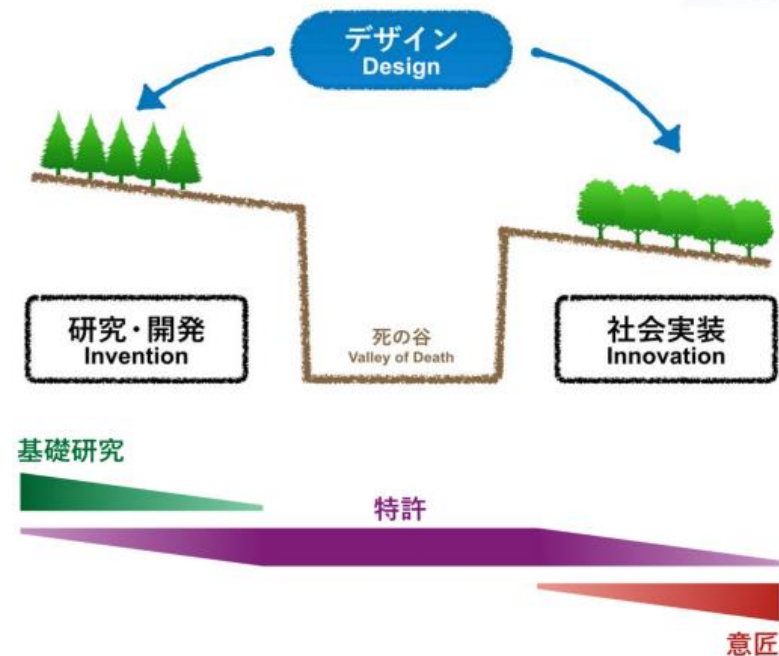 デザイン
Design
研究・開発
Invention
死の谷
Valley of Death
社会実装
Innovation
基礎研究
特許
意匠